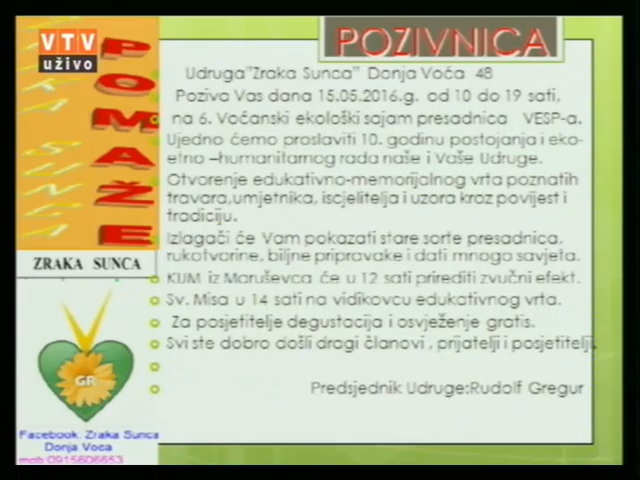 VTV
uživo
POMAŽE
ZRAKA SUNCA
GR
Facebook. Zraka Sunca
Donja Voca
mob 0915606653
POZIVNICA
Udruga"Zraka Sunca" Donja Voća 48
Poziva Vas dana 15.05.2016.g. od 10 do 19 sati,
na 6. Voćanski ekološki sajam presadnica VESP-a.
Ujedno ćemo proslaviti 10. godinu postojanja i eko-
etno –humanitarnog rada naše i Vaše Udruge.
Otvorenje edukativno-memorijalnog vrta poznatih
travara,umjetnika, iscjelitelja i uzora kroz povijest i
tradiciju.
Izlagači će Vam pokazati stare sorte presadnica,
rukotvorine, biljne pripravake i dati mnogo savjeta.
KUM iz Maruševca će u 12 sati prirediti zvučni efekt.
Sv. Misa u 14 sati na vidikovcu edukativnog vrta.
Za posjetitelje degustacija i osvježenje gratis.
Svi ste dobro došli dragi članovi , prijatelji i posjetitelji.
Predsjednik Udruge:Rudolf Gregur